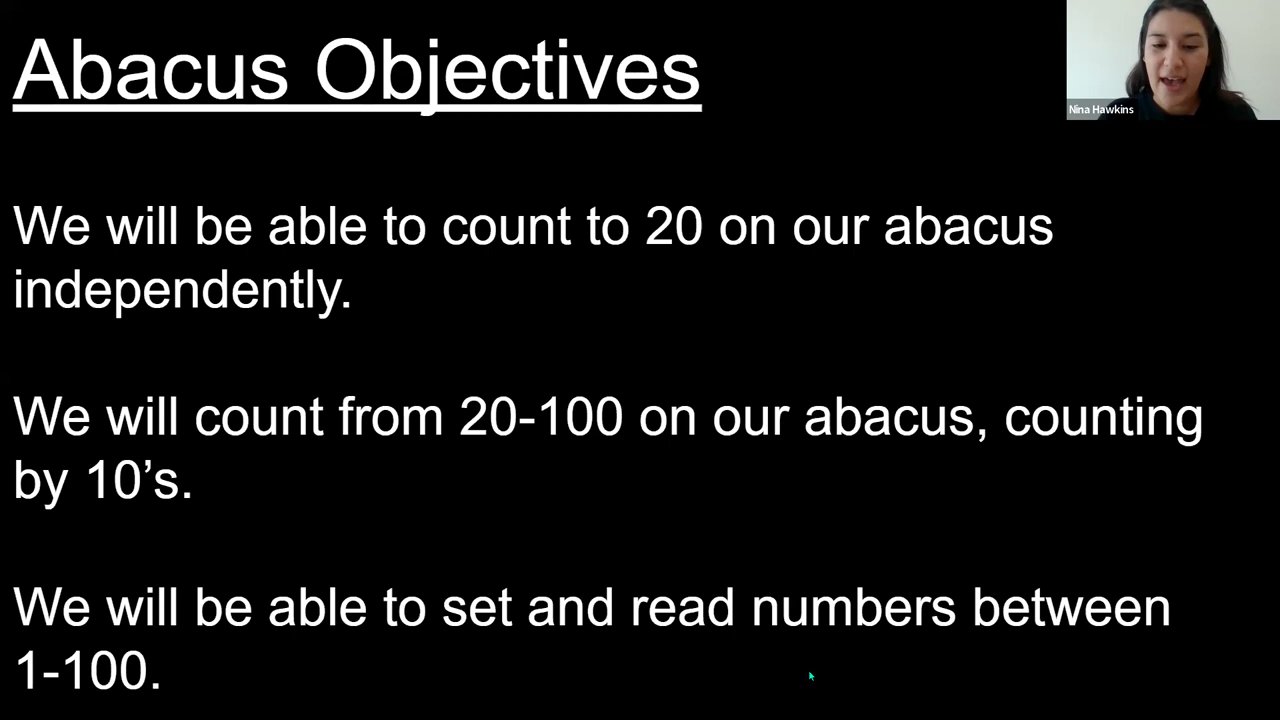 Abacus Objectives
Nina Hawkins
We will be able to count to 20 on our abacus
independently.
We will count from 20-100 on our abacus, counting
by 10’s.
We will be able to set and read numbers between
1-100.